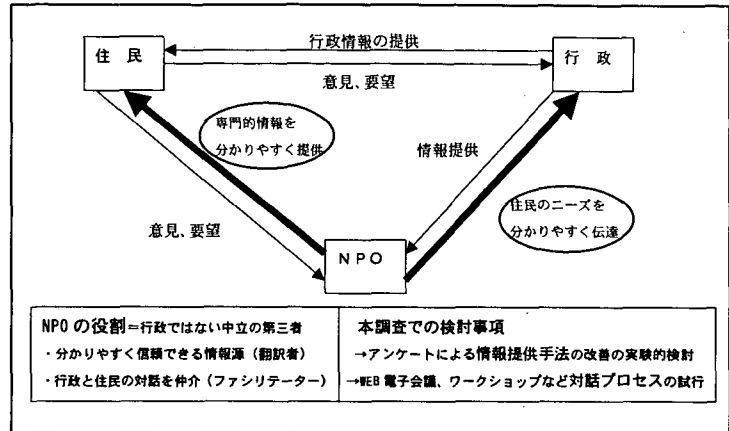 行政情報の提供
住　民
行　政
意見、要望
専門的情報を
分かりやすく提供
情報提供
住民のニーズを
分かりやすく伝達
意見、要望
ＮＰＯ
NPOの役割=行政ではない中立の第三者
・分かりやすく信頼できる情報源（翻訳者）
・行政と住民の対話を仲介（ファシリテーター）
本調査での検討事項
→アンケートによる情報提供手法の改善の実験的検討
→WEB電子会議、ワークショップなど対話プロセスの試行